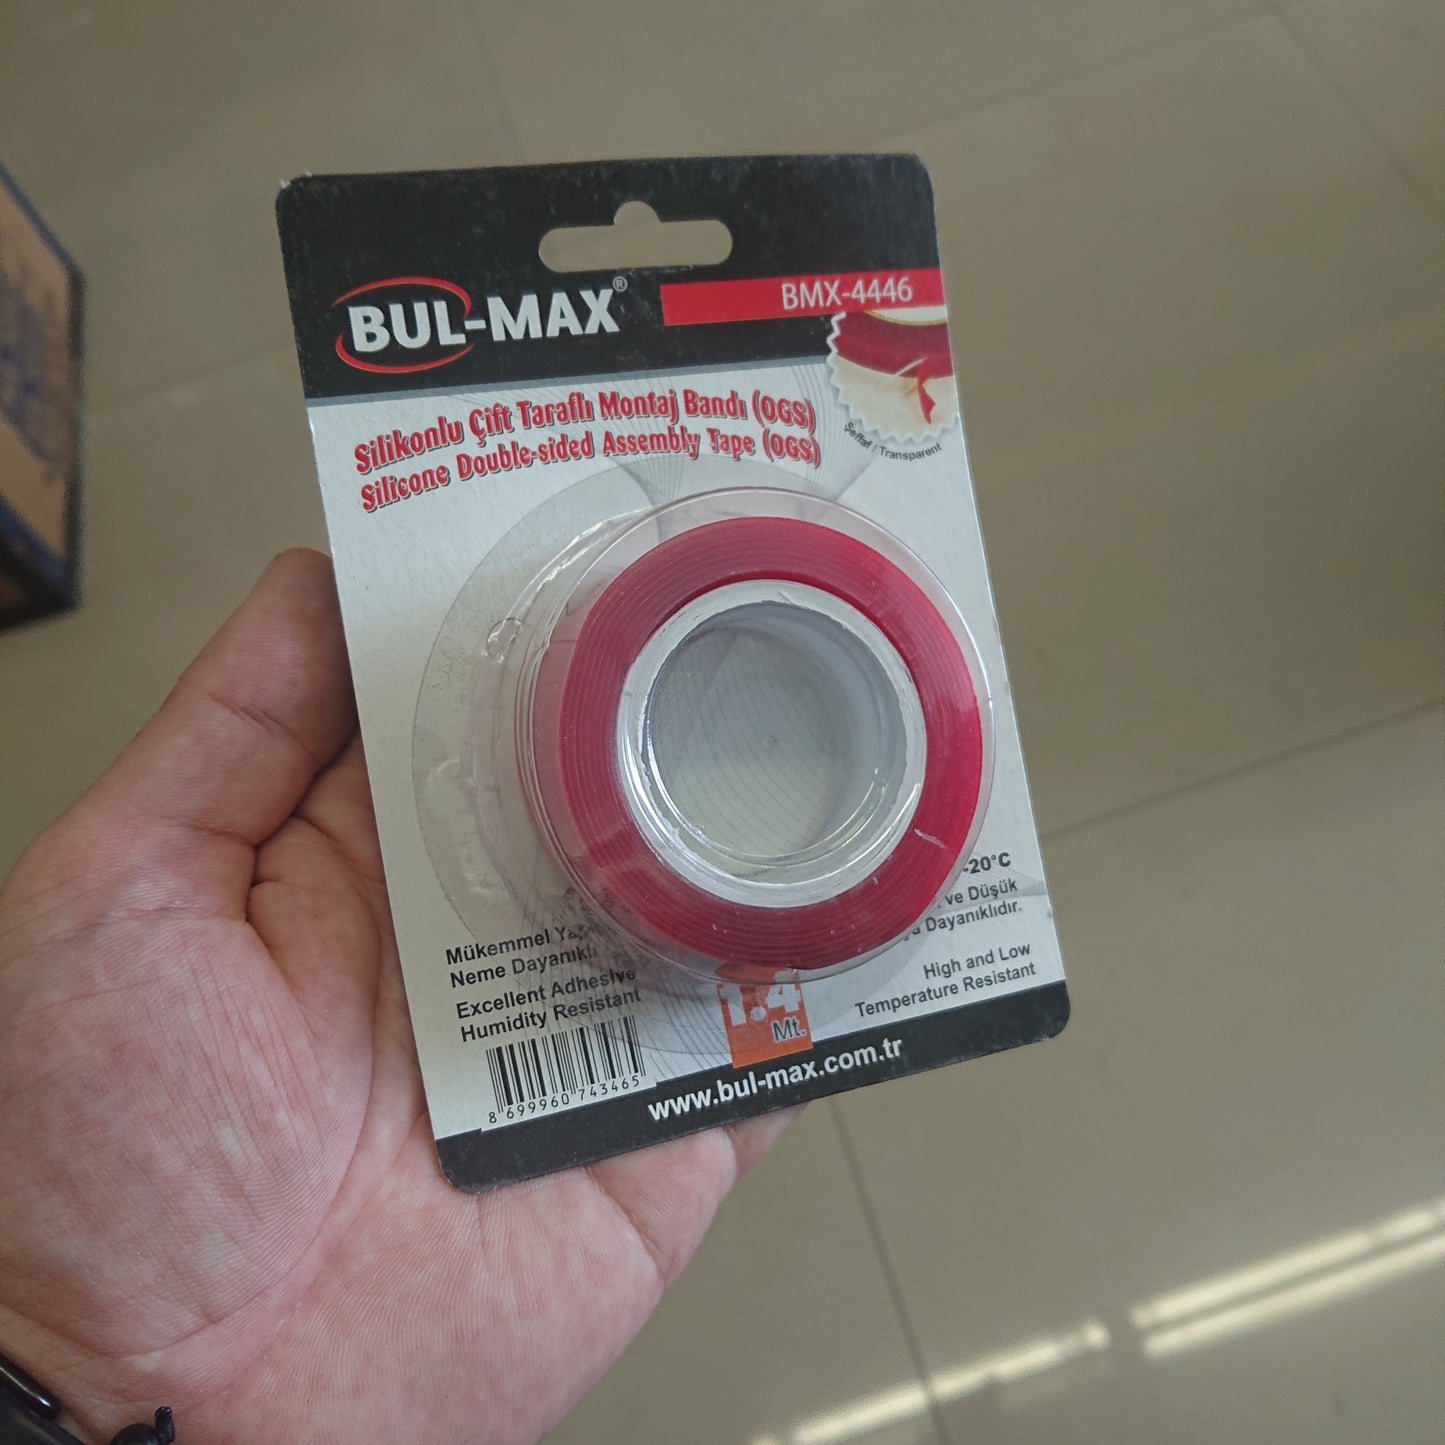 BUL-MAX®
BMX-4446
Silikonlu Çift Taraflı Montaj Bandı (OGS)
Silicone Double-sided Assembly Tape (OGS)
Şeffaf / Transparent
-20°C
ve Düşük
Dayanıklıdır.
High and Low
Temperature Resistant
Mükemmel
Neme
Excellent Adhesive
Humidity Resistant
1.4
Mt.
8 699960 743465
www.bul-max.com.tr